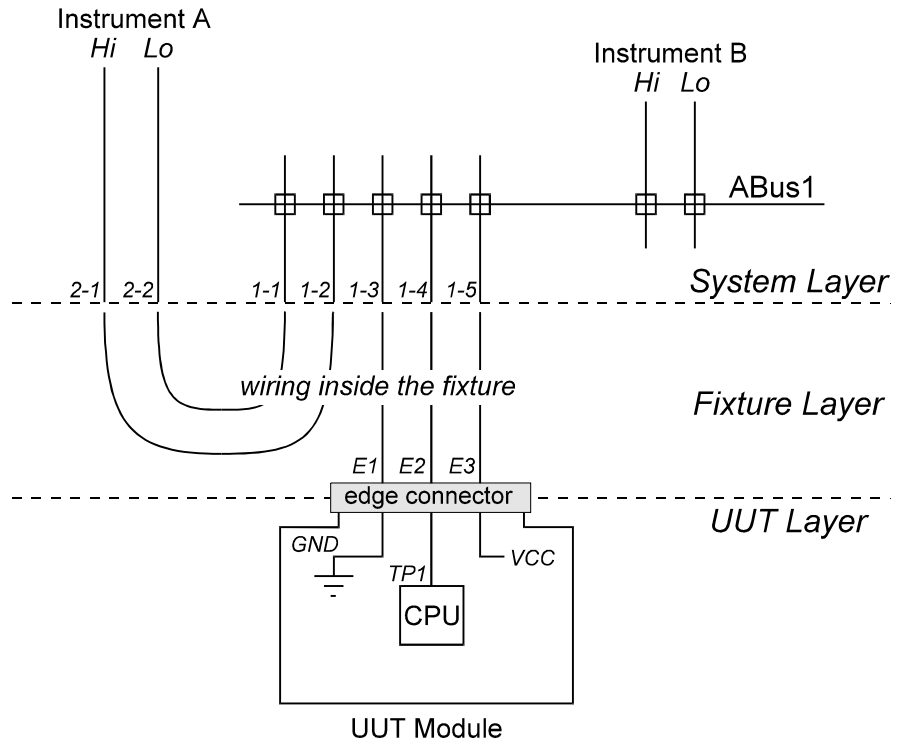 Instrument A
Hi Lo
Instrument B
Hi Lo
ABus1
System Layer
2-1 2-2 1-1 1-2 1-3 1-4 1-5
wiring inside the fixture
Fixture Layer
E1 E2 E3
edge connector
UUT Layer
GND
VCC
TP1
CPU
UUT Module